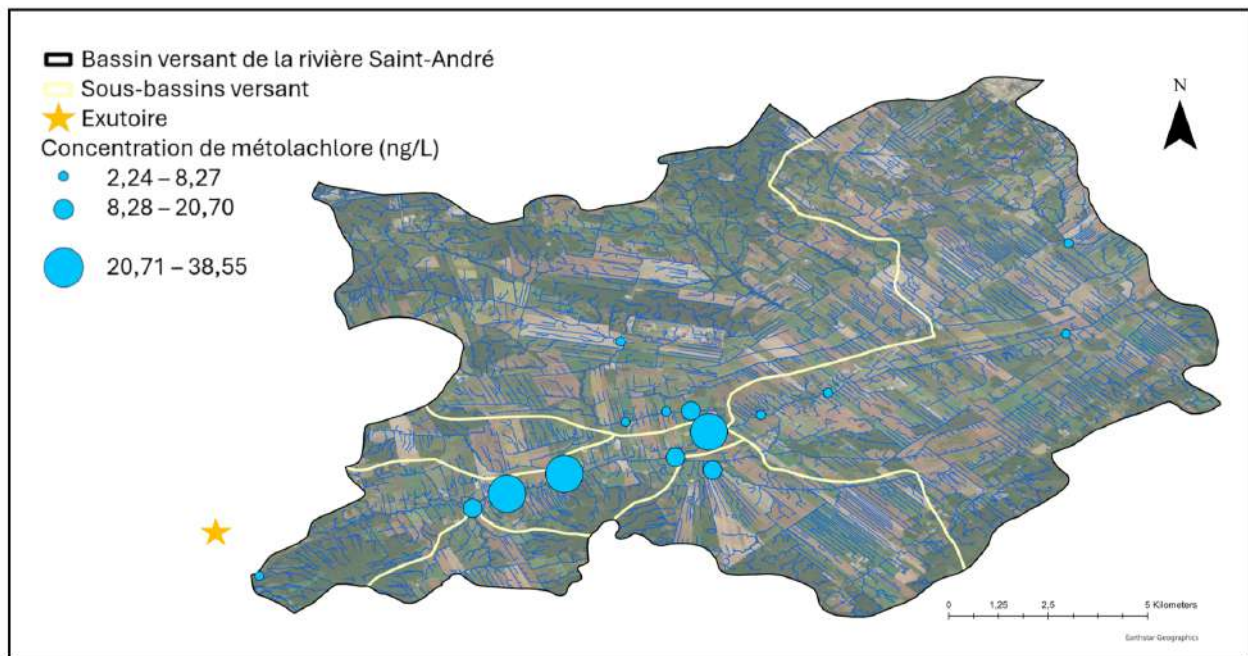 Bassin versant de la rivière Saint-André
Sous-bassins versant
Exutoire
Concentration de métolachlore (ng/L)
2,24 – 8,27
8,28 – 20,70
20,71 – 38,55
N
0 1,25 2,5 5 Kilometers
Earthstar Geographics